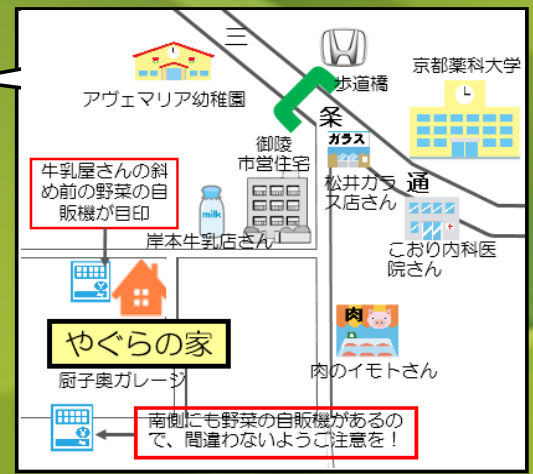 三
歩道橋
京都薬科大学
アヴェマリア幼稚園
条
ガラス
御陵
市営住宅
松井ガラ
ス店さん
通
牛乳屋さんの斜
め前の野菜の自
販機が目印
milk
岸本牛乳店さん
こおり内科医
院さん
やぐらの家
肉
肉のイモトさん
厨子奥ガレージ
南側にも野菜の自販機があるの
で、間違わないようご注意を！